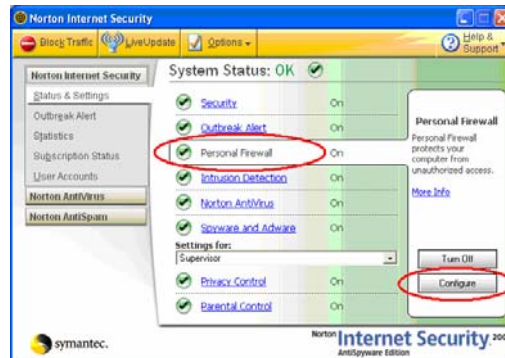 Norton Internet Security
Block Traffic LiveUpdate Options Help & Support
Norton Internet Security
Status & Settings
Outbreak Alert
Statistics
Subscription Status
User Accounts
Norton AntiVirus
Norton AntiSpam
System Status: OK
Security On
Outbreak Alert On
Personal Firewall On
Intrusion Detection On
Norton AntiVirus On
Spyware and Adware On
Settings for:
Supervisor
Privacy Control On
Parental Control On
Personal Firewall
Personal Firewall
protects your
computer from
unauthorized access.
More Info
Turn Off
Configure
symantec.
Norton Internet Security
AntiSpyware Edition